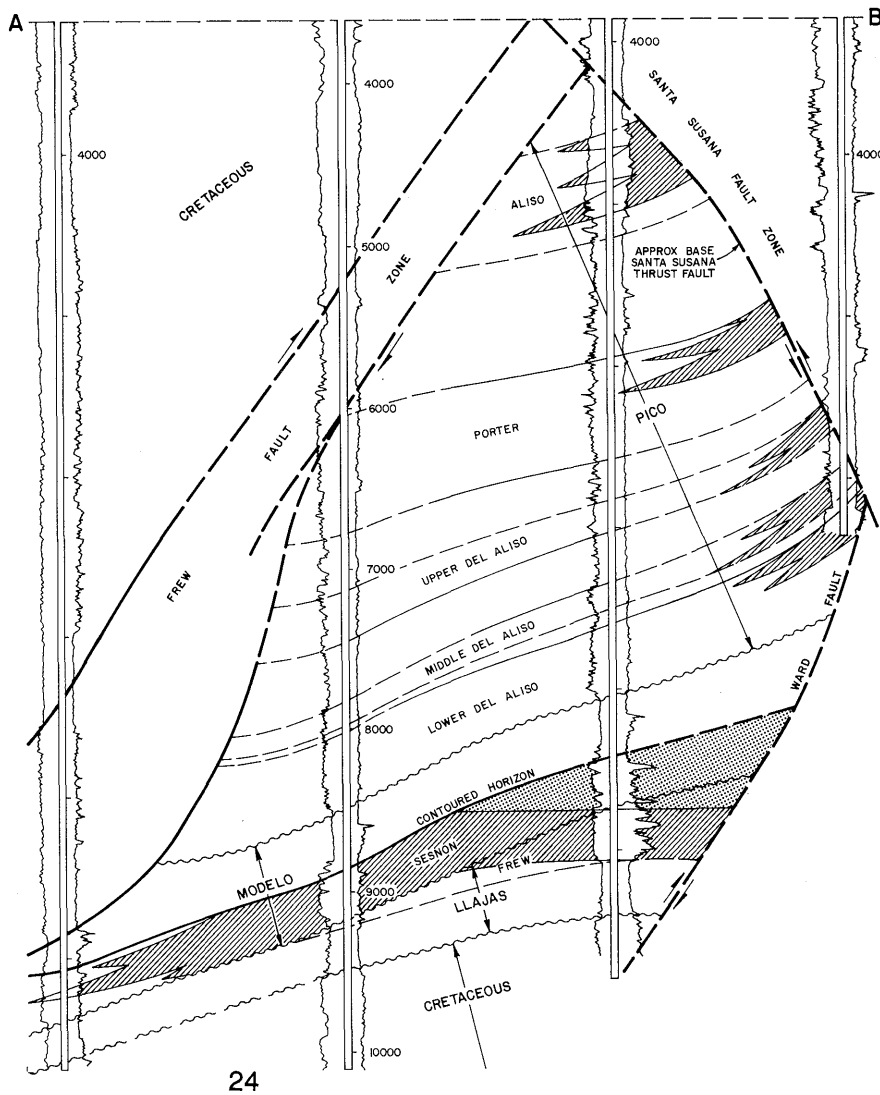 A
B
4000
4000
4000
4000
SANTA SUSANA FAULT ZONE
CRETACEOUS
ALISO
5000
ZONE
APPROX BASE
SANTA SUSANA
THRUST FAULT
6000
PICO
PORTER
FAULT
FREW
7000
UPPER DEL ALISO
FAULT
MIDDLE DEL ALISO
WARD
LOWER DEL ALISO
8000
CONTOURED HORIZON
SESNON
FREW
MODELO
9000
LLAJAS
CRETACEOUS
10000
24